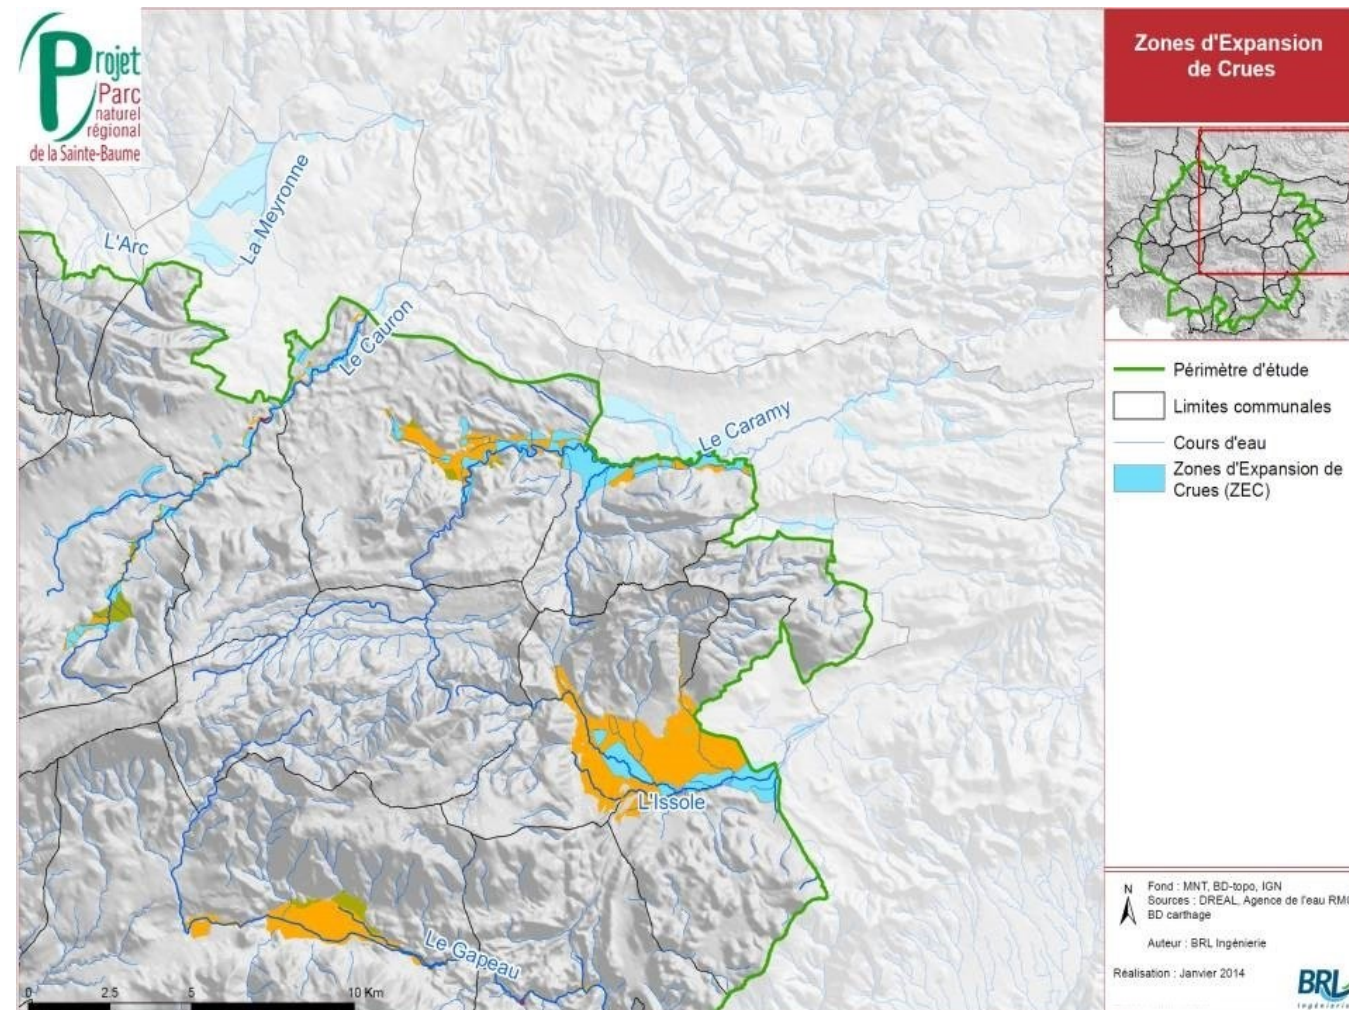 Projet
Parc
naturel
régional
de la Sainte-Baume
Zones d'Expansion
de Crues
La Meyronne
L'Arc
Le Cauron
Le Caramy
L'Issole
Le Gapeau
0 2.5 5 10 Km
Périmètre d'étude
Limites communales
Cours d'eau
Zones d'Expansion de
Crues (ZEC)
N
Fond : MNT, BD-topo, IGN
Sources : DREAL, Agence de l'eau RMC
BD carthage
Auteur : BRL Ingénierie
Réalisation : Janvier 2014
BRL
Ingénierie